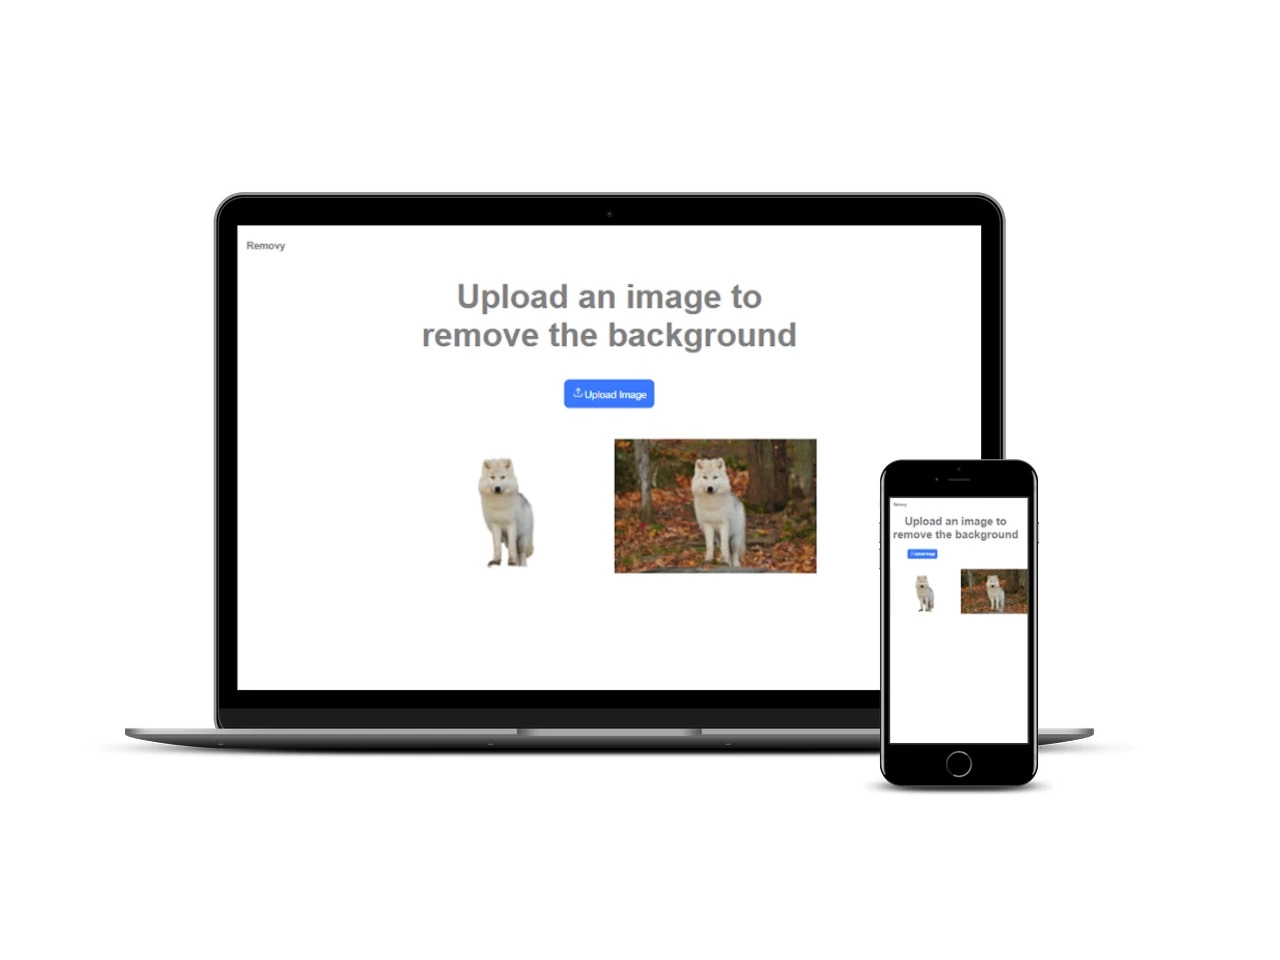 Removy
Upload an image to
remove the background
Upload Image
Removy
Upload an image to
remove the background
Upload Image